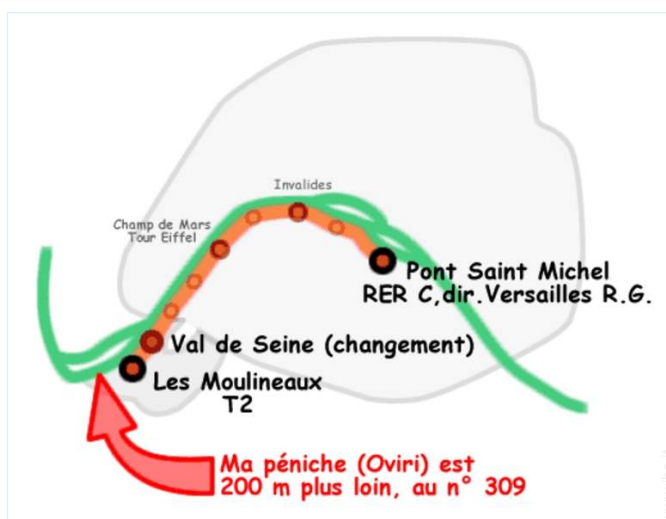 Invalides
Champ de Mars
Tour Eiffel
Pont Saint Michel
RER C,dir.Versailles R.G.
Val de Seine (changement)
Les Moulineaux
T2
Ma péniche (Oviri) est
200 m plus loin, au n° 309